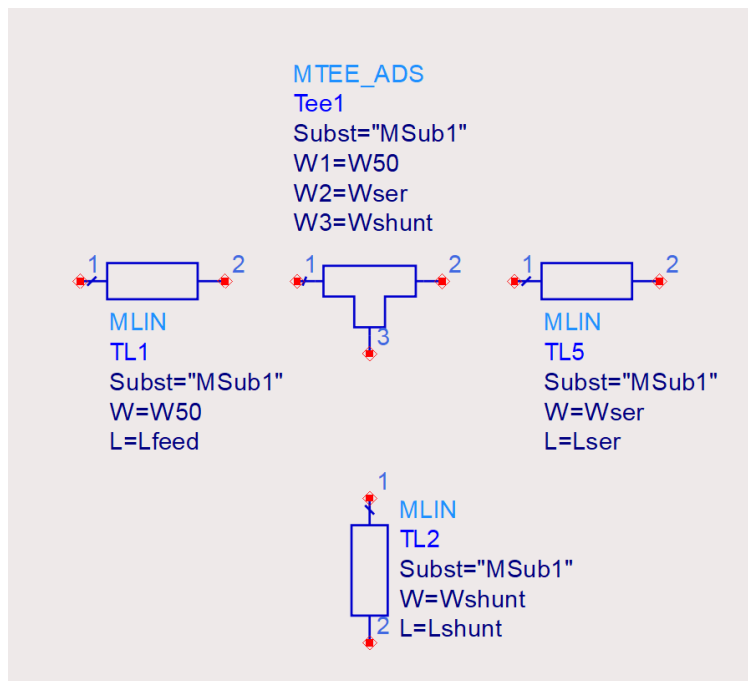 MTEE_ADS
Tee1
Subst="MSub1"
W1=W50
W2=Wser
W3=Wshunt
1
2
1
2
3
1
2
MLIN
TL1
Subst="MSub1"
W=W50
L=Lfeed
MLIN
TL5
Subst="MSub1"
W=Wser
L=Lser
1
MLIN
TL2
Subst="MSub1"
W=Wshunt
2
L=Lshunt